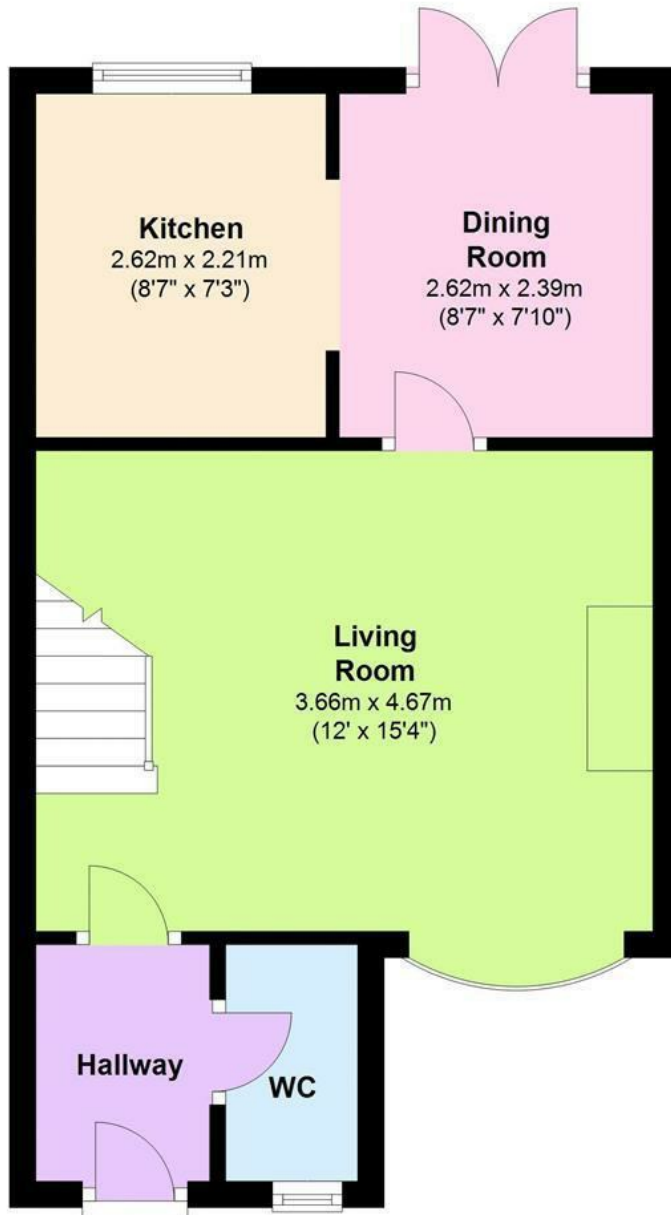 Kitchen
2.62m x 2.21m
(8'7" x 7'3")
Dining
Room
2.62m x 2.39m
(8'7" x 7'10")
Living
Room
3.66m x 4.67m
(12' x 15'4")
Hallway
WC